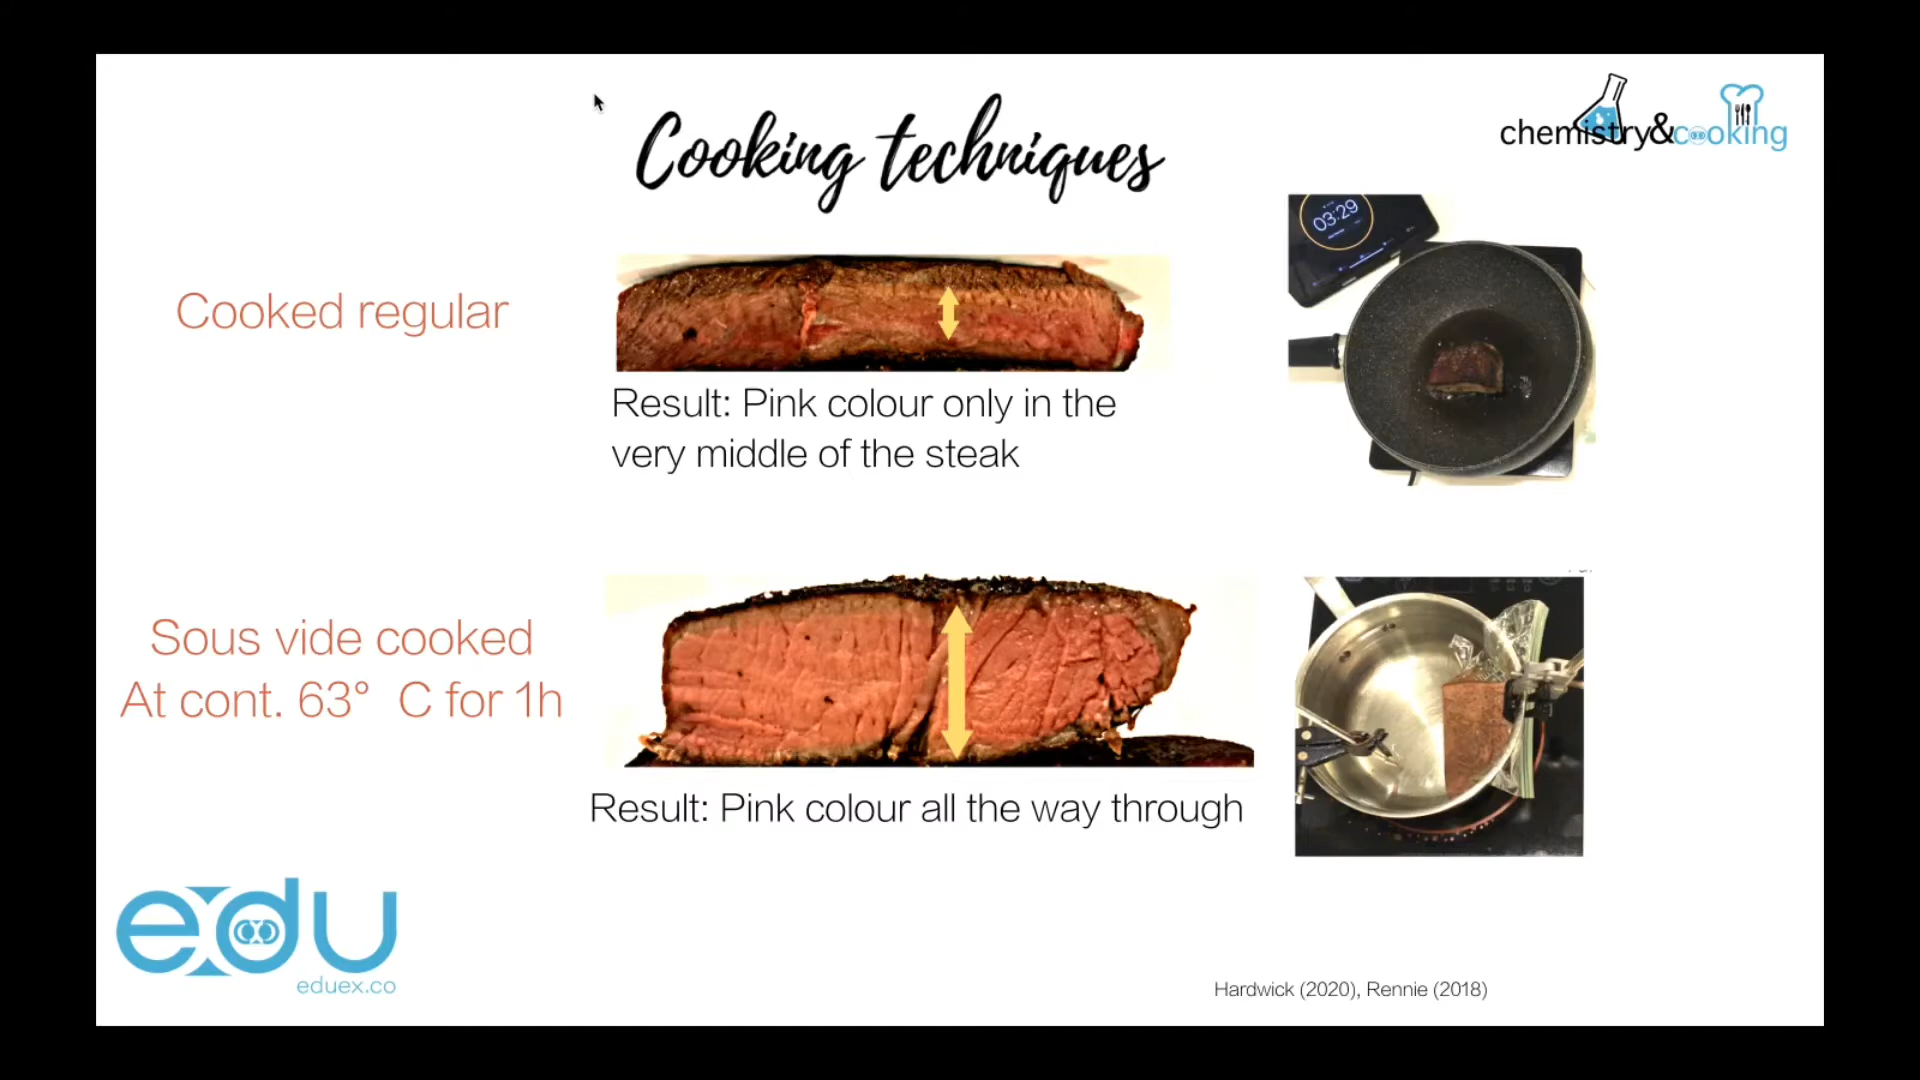 Cooking techniques
chemistry&cooking
03:29
Cooked regular
Result: Pink colour only in the
very middle of the steak
Sous vide cooked
At cont. 63° C for 1h
Result: Pink colour all the way through
edu
eduex.co
Hardwick (2020), Rennie (2018)